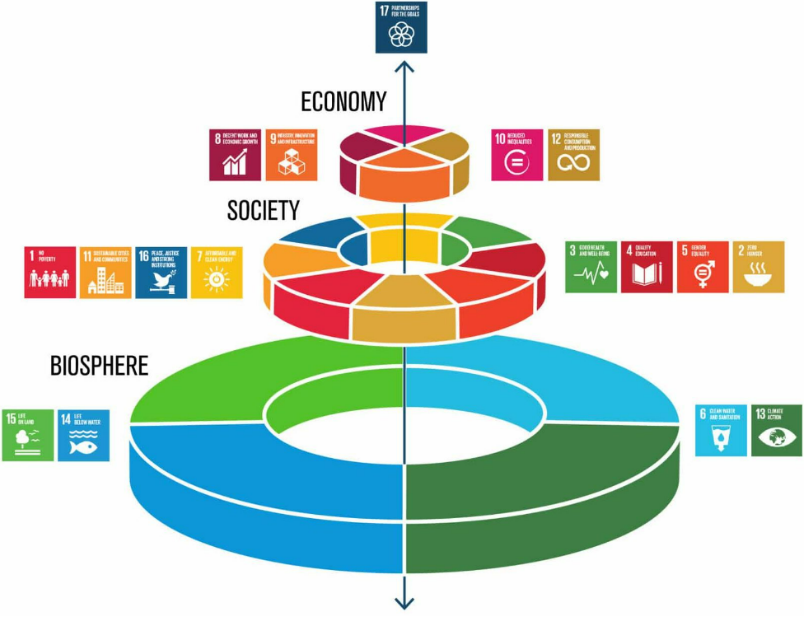 17 PARTNERSHIPS
FOR THE GOALS
ECONOMY
8 DECENT WORK AND
ECONOMIC GROWTH
9 INDUSTRY, INNOVATION
AND INFRASTRUCTURE
10 REDUCED
INEQUALITIES
12 RESPONSIBLE
CONSUMPTION
AND PRODUCTION
SOCIETY
1 NO
POVERTY
11 SUSTAINABLE CITIES
AND COMMUNITIES
16 PEACE, JUSTICE
AND STRONG
INSTITUTIONS
7 AFFORDABLE AND
CLEAN ENERGY
3 GOOD HEALTH
AND WELL-BEING
4 QUALITY
EDUCATION
5 GENDER
EQUALITY
2 ZERO
HUNGER
BIOSPHERE
15 LIFE
ON LAND
14 LIFE
BELOW WATER
6 CLEAN WATER
AND SANITATION
13 CLIMATE
ACTION